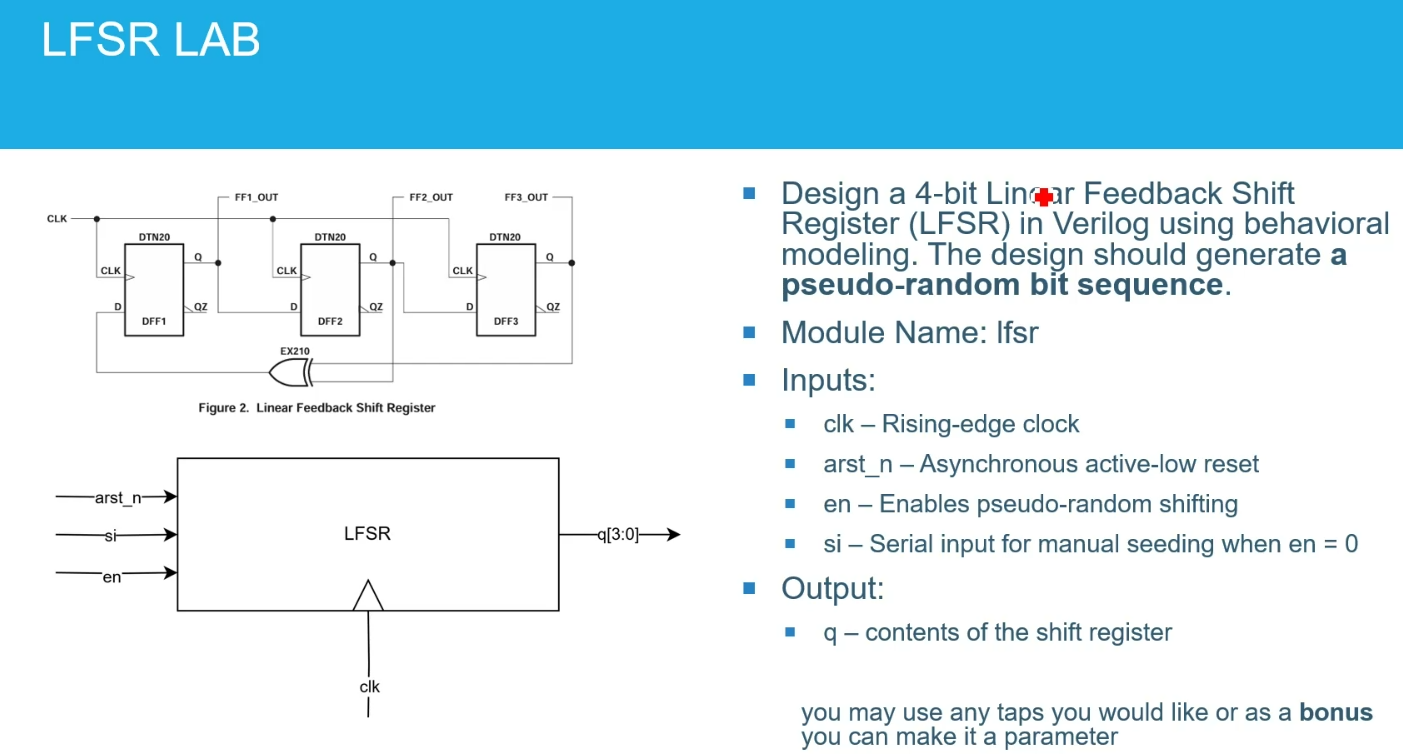 LFSR LAB
FF1_OUT
FF2_OUT
FF3_OUT
CLK
DTN20
DTN20
DTN20
Q
Q
Q
CLK
CLK
CLK
D
QZ
D
QZ
D
QZ
DFF1
DFF2
DFF3
EX210
Figure 2. Linear Feedback Shift Register
arst_n
si
en
LFSR
q[3:0]
clk
Design a 4-bit Linear Feedback Shift
Register (LFSR) in Verilog using behavioral
modeling. The design should generate a
pseudo-random bit sequence.
Module Name: lfsr
Inputs:
clk – Rising-edge clock
arst_n – Asynchronous active-low reset
en – Enables pseudo-random shifting
si – Serial input for manual seeding when en = 0
Output:
q – contents of the shift register
you may use any taps you would like or as a bonus
you can make it a parameter